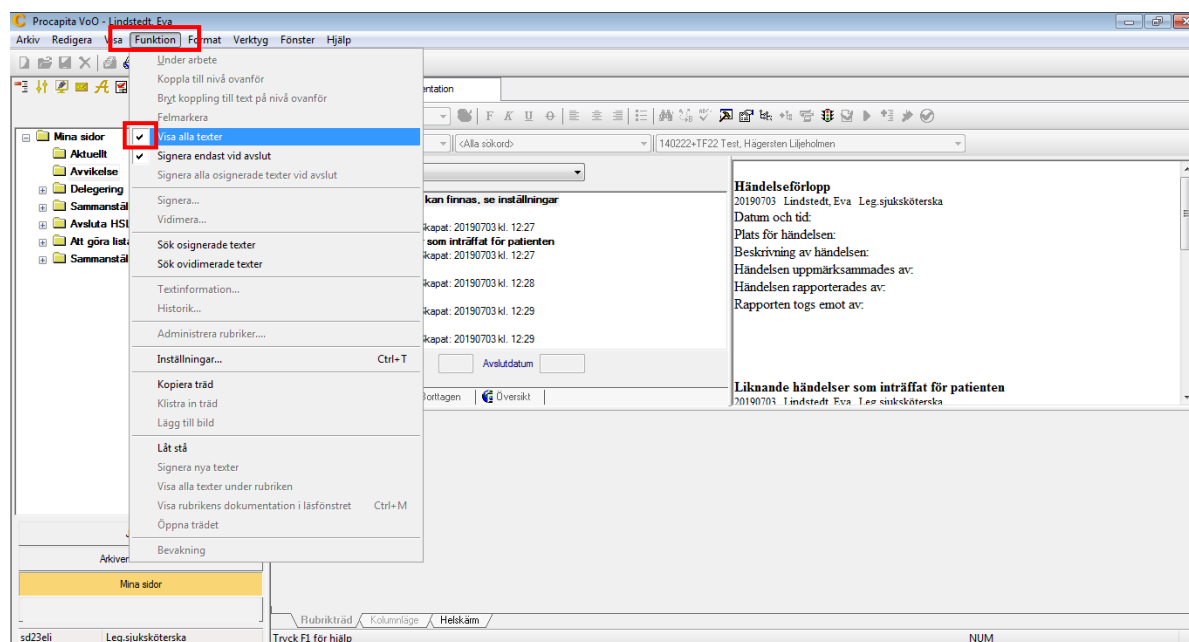 Procapita VoO - Lindstedt, Eva
Arkiv Redigera Visa Funktion Format Verktyg Fönster Hjälp
Under arbete
Koppla till nivå ovanför
Bryt koppling till text på nivå ovanför
Felmarkera
Visa alla texter
Signera endast vid avslut
Signera alla osignerade texter vid avslut
Signera...
Vidimera...
Sök osignerade texter
Sök ovidimerade texter
Textinformation...
Historik...
Administrera rubriker....
Inställningar... Ctrl+T
Kopiera träd
Klistra in träd
Lägg till bild
Låt stå
Signera nya texter
Visa alla texter under rubriken
Visa rubrikens dokumentation i läsfönstret Ctrl+M
Öppna trädet
Bevakning
Mina sidor
Aktuellt
Avvikelse
Delegering
Sammanstäl
Avsluta HSL
Att göra lista
Sammanstäl
Arkiver
Mina sidor
sd23eli Leg.sjuksköterska
entation
F K U
<Alla sökord>
140222+TF22 Test, Hägersten Liljeholmen
kan finnas, se inställningar
kapat: 20190703 kl. 12:27
som inträffat för patienten
kapat: 20190703 kl. 12:27
kapat: 20190703 kl. 12:28
kapat: 20190703 kl. 12:29
kapat: 20190703 kl. 12:29
Avslutdatum
Borttagen Översikt
Händelseförlopp
20190703 Lindstedt, Eva Leg.sjuksköterska
Datum och tid:
Plats för händelsen:
Beskrivning av händelsen:
Händelsen uppmärksammades av:
Händelsen rapporterades av:
Rapporten togs emot av:
Liknande händelser som inträffat för patienten
20190703 Lindstedt, Eva Leg.sjuksköterska
Rubrikträd Kolumnläge Helskärm
Tryck F1 för hjälp
NUM